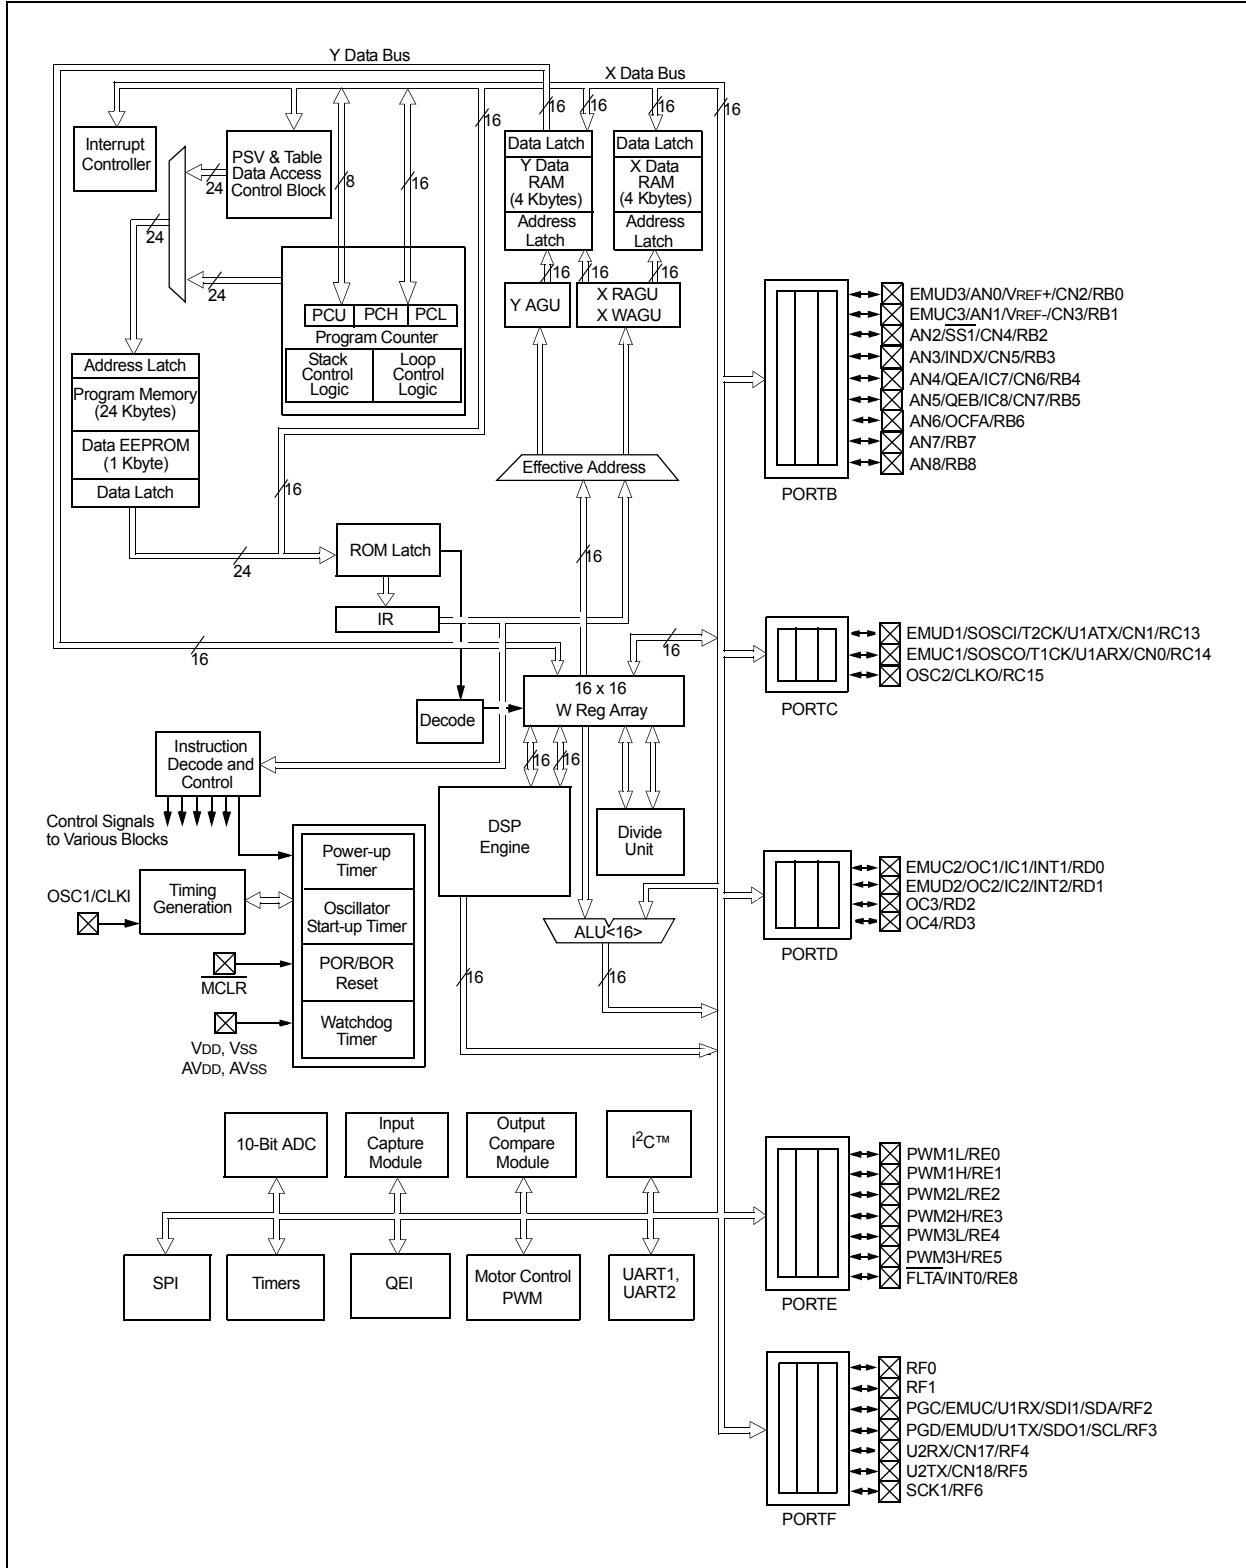 Y Data Bus
X Data Bus
16
16
16
16
16
Interrupt
Controller
PSV & Table
Data Access
Control Block
24
24
24
8
16
Data Latch
Y Data
RAM
(4 Kbytes)
Address
Latch
Data Latch
X Data
RAM
(4 Kbytes)
Address
Latch
16
16
16
Y AGU
X RAGU
X WAGU
PCU
PCH
PCL
Program Counter
Stack
Control
Logic
Loop
Control
Logic
Address Latch
Program Memory
(24 Kbytes)
Data EEPROM
(1 Kbyte)
Data Latch
16
24
Effective Address
16
ROM Latch
IR
16
16
16 x 16
W Reg Array
Decode
Instruction
Decode and
Control
Control Signals
to Various Blocks
16
16
DSP
Engine
Divide
Unit
OSC1/CLKI
Timing
Generation
Power-up
Timer
Oscillator
Start-up Timer
POR/BOR
Reset
Watchdog
Timer
MCLR
VDD, VSS
AVDD, AVSS
ALU<16>
16
16
10-Bit ADC
Input
Capture
Module
Output
Compare
Module
I2C™
SPI
Timers
QEI
Motor Control
PWM
UART1,
UART2
EMUD3/AN0/VREF+/CN2/RB0
EMUC3/AN1/VREF-/CN3/RB1
AN2/SS1/CN4/RB2
AN3/INDX/CN5/RB3
AN4/QEA/IC7/CN6/RB4
AN5/QEB/IC8/CN7/RB5
AN6/OCFA/RB6
AN7/RB7
AN8/RB8
PORTB
EMUD1/SOSCI/T2CK/U1ATX/CN1/RC13
EMUC1/SOSCO/T1CK/U1ARX/CN0/RC14
OSC2/CLKO/RC15
PORTC
EMUC2/OC1/IC1/INT1/RD0
EMUD2/OC2/IC2/INT2/RD1
OC3/RD2
OC4/RD3
PORTD
PWM1L/RE0
PWM1H/RE1
PWM2L/RE2
PWM2H/RE3
PWM3L/RE4
PWM3H/RE5
FLTA/INT0/RE8
PORTE
RF0
RF1
PGC/EMUC/U1RX/SDI1/SDA/RF2
PGD/EMUD/U1TX/SDO1/SCL/RF3
U2RX/CN17/RF4
U2TX/CN18/RF5
SCK1/RF6
PORTF